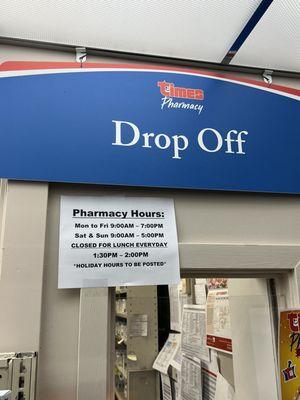 times
Pharmacy
Drop Off
Pharmacy Hours:
Mon to Fri 9:00AM – 7:00PM
Sat & Sun 9:00AM – 5:00PM
CLOSED FOR LUNCH EVERYDAY
1:30PM – 2:00PM
*HOLIDAY HOURS TO BE POSTED*
times